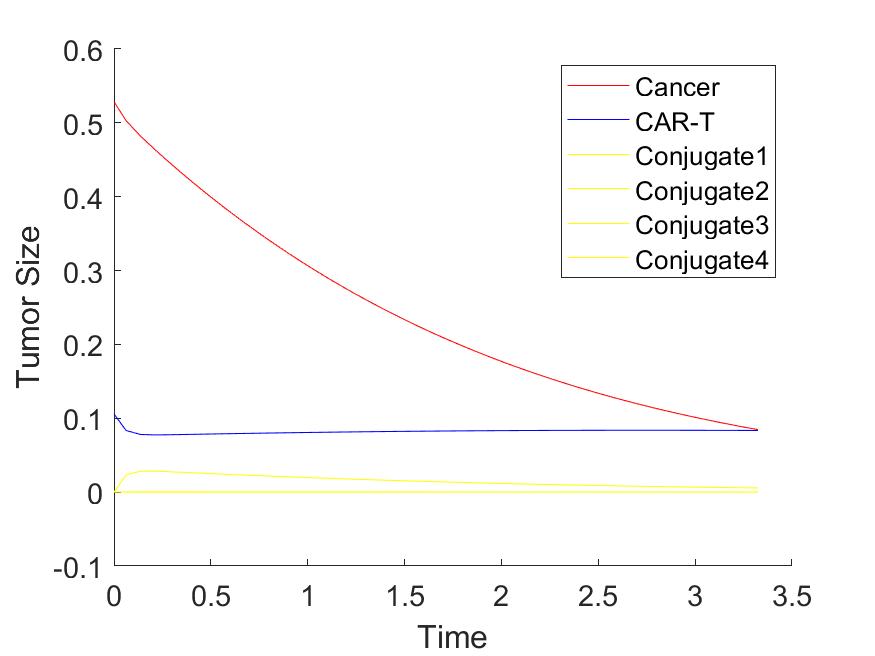 0.6
0.5
0.4
0.3
0.2
0.1
0
-0.1
Tumor Size
0 0.5 1 1.5 2 2.5 3 3.5
Time
Cancer
CAR-T
Conjugate1
Conjugate2
Conjugate3
Conjugate4